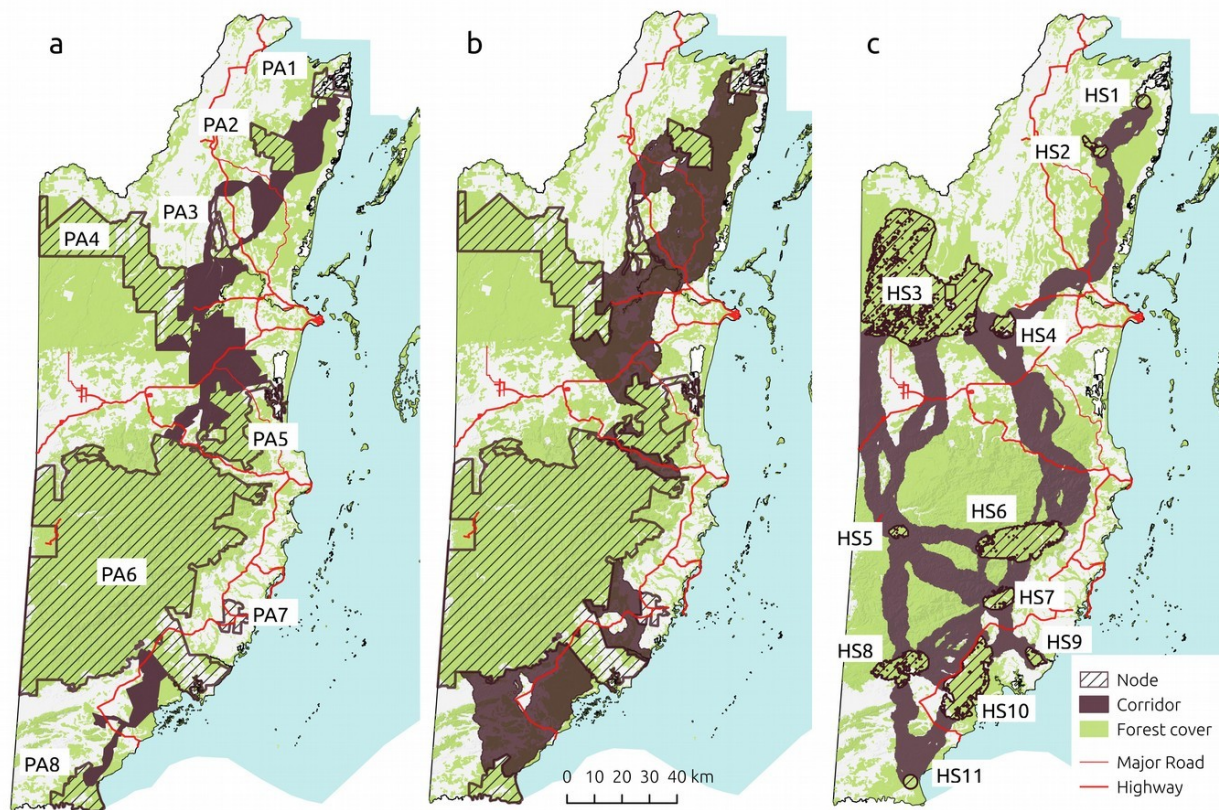 a
PA1
PA2
PA3
PA4
PA5
PA6
PA7
PA8
b
0 10 20 30 40 km
c
HS1
HS2
HS3
HS4
HS5
HS6
HS7
HS8
HS9
HS10
HS11
Node
Corridor
Forest cover
Major Road
Highway